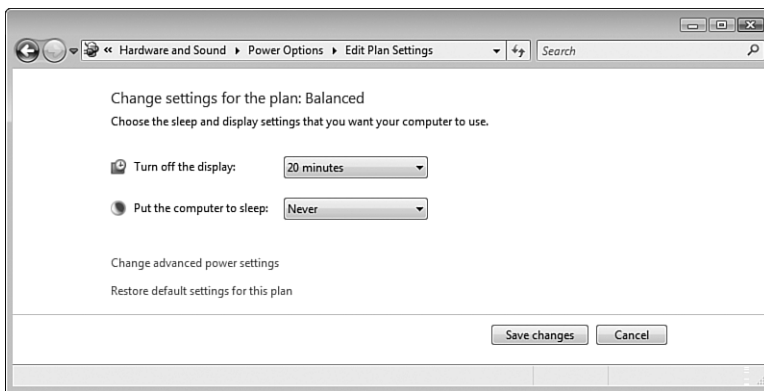 « Hardware and Sound ▸ Power Options ▸ Edit Plan Settings Search
Change settings for the plan: Balanced
Choose the sleep and display settings that you want your computer to use.
Turn off the display: 20 minutes
Put the computer to sleep: Never
Change advanced power settings
Restore default settings for this plan
Save changes Cancel